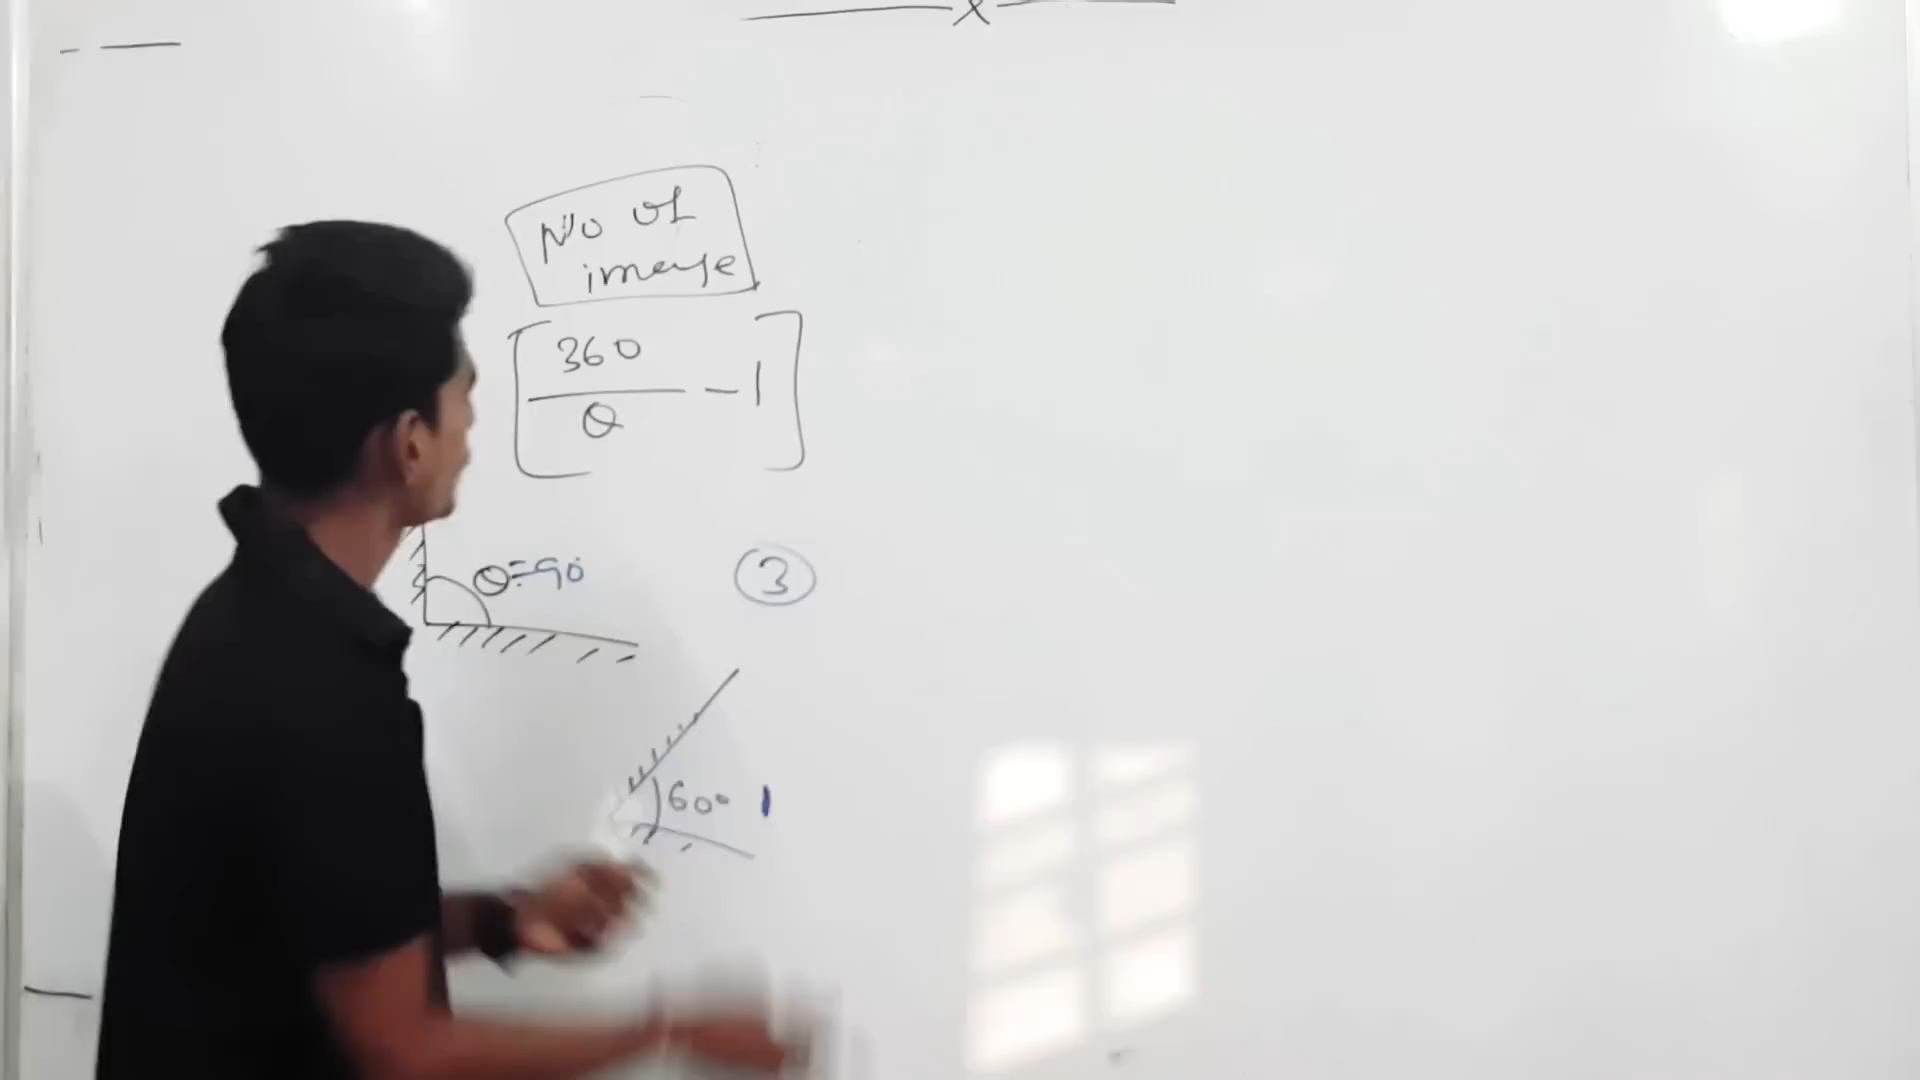 No of
image
360
θ
- 1
θ = 90
3
60° 1